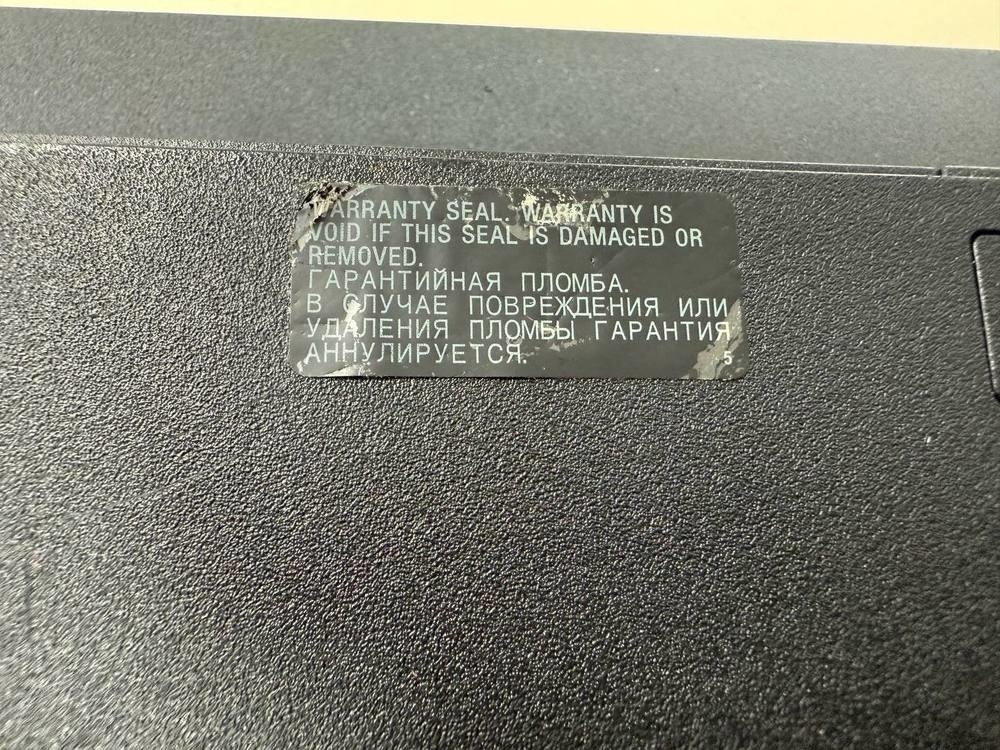 WARRANTY SEAL. WARRANTY IS
VOID IF THIS SEAL IS DAMAGED OR
REMOVED.
ГАРАНТИЙНАЯ ПЛОМБА.
В СЛУЧАЕ ПОВРЕЖДЕНИЯ ИЛИ
УДАЛЕНИЯ ПЛОМБЫ ГАРАНТИЯ
АННУЛИРУЕТСЯ.
5